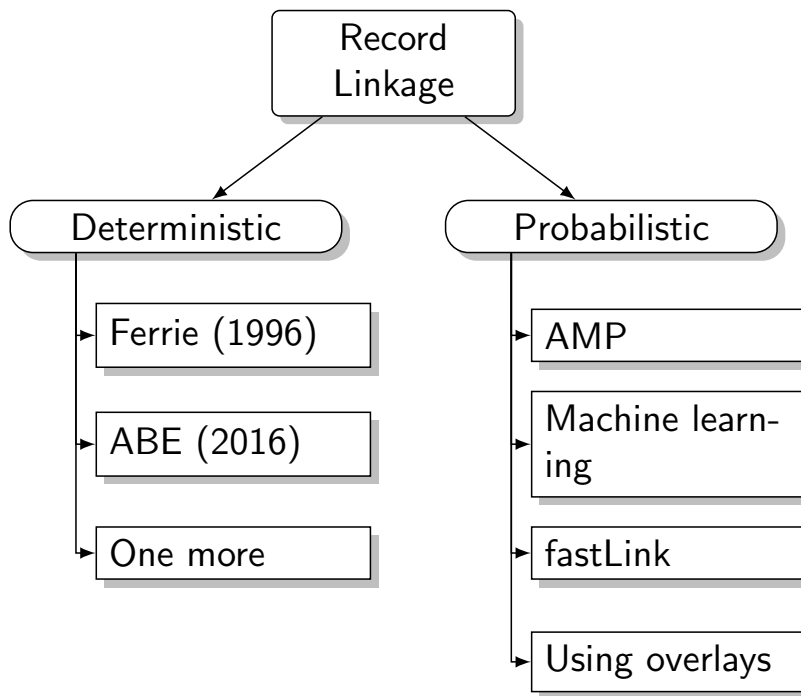 Record
Linkage
Deterministic
Probabilistic
Ferrie (1996)
ABE (2016)
One more
AMP
Machine learn-
ing
fastLink
Using overlays